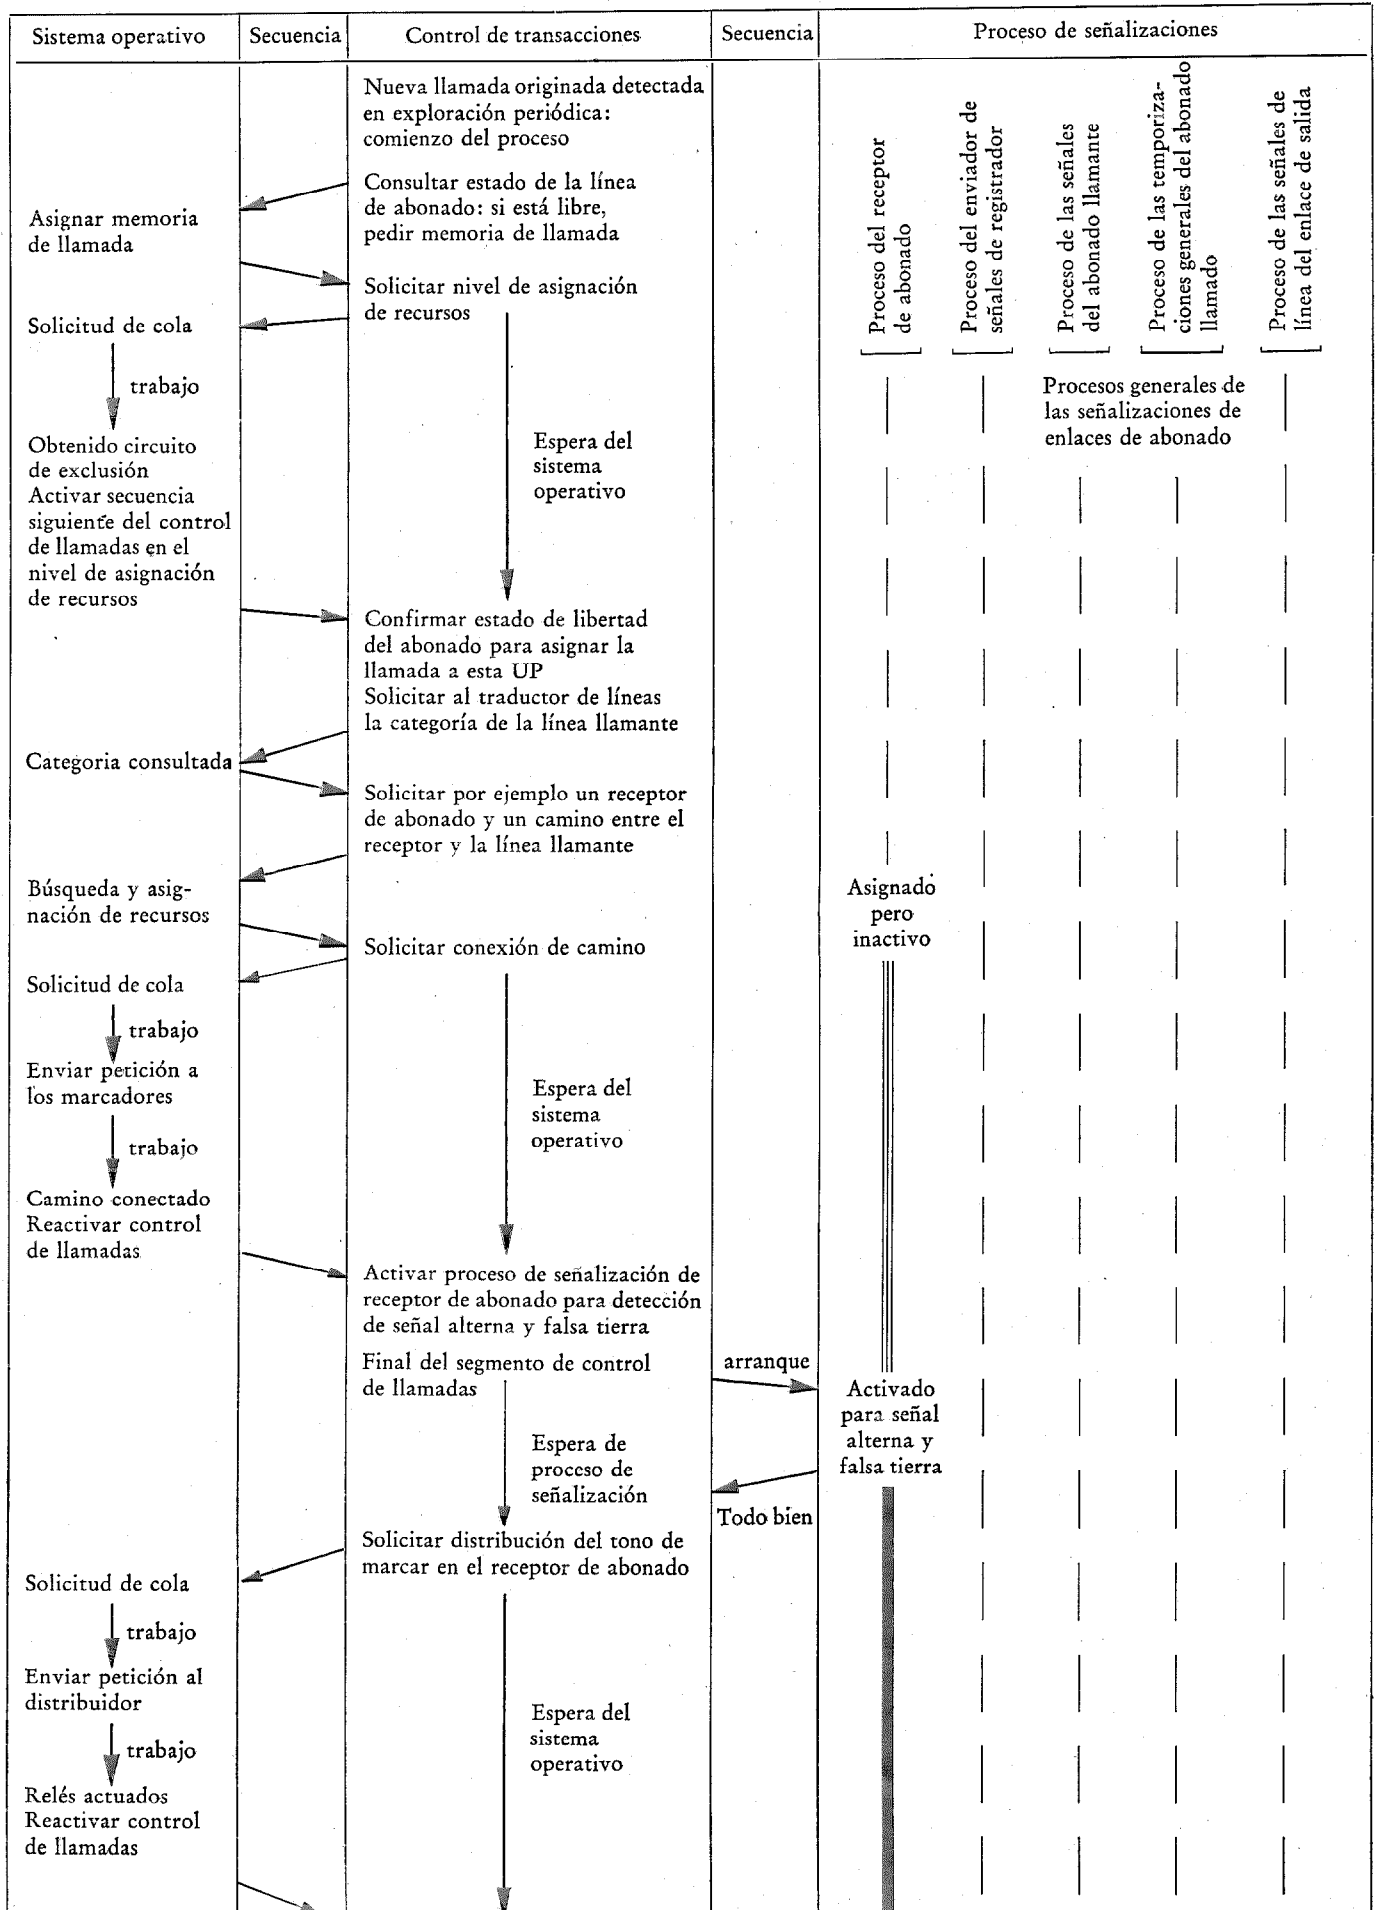 Sistema operativo
Secuencia
Control de transacciones
Secuencia
Proceso de señalizaciones
Nueva llamada originada detectada
en exploración periódica:
comienzo del proceso
Consultar estado de la línea
de abonado: si está libre,
pedir memoria de llamada
Asignar memoria
de llamada
Solicitar nivel de asignación
de recursos
Solicitud de cola
trabajo
Obtenido circuito
de exclusión
Activar secuencia
siguiente del control
de llamadas en el
nivel de asignación
de recursos
Espera del
sistema
operativo
Proceso del receptor
de abonado
Proceso del enviador de
señales de registrador
Proceso de las señales
del abonado llamante
Proceso de las temporiza-
ciones generales del abonado
llamado
Proceso de las señales de
línea del enlace de salida
Procesos generales de
las señalizaciones de
enlaces de abonado
Confirmar estado de libertad
del abonado para asignar la
llamada a esta UP
Solicitar al traductor de líneas
la categoría de la línea llamante
Categoria consultada
Solicitar por ejemplo un receptor
de abonado y un camino entre el
receptor y la línea llamante
Búsqueda y asig-
nación de recursos
Asignado
pero
inactivo
Solicitar conexión de camino
Solicitud de cola
trabajo
Enviar petición a
los marcadores
trabajo
Camino conectado
Reactivar control
de llamadas
Espera del
sistema
operativo
Activar proceso de señalización de
receptor de abonado para detección
de señal alterna y falsa tierra
Final del segmento de control
de llamadas
arranque
Activado
para señal
alterna y
falsa tierra
Espera de
proceso de
señalización
Todo bien
Solicitar distribución del tono de
marcar en el receptor de abonado
Solicitud de cola
trabajo
Enviar petición al
distribuidor
trabajo
Relés actuados
Reactivar control
de llamadas
Espera del
sistema
operativo